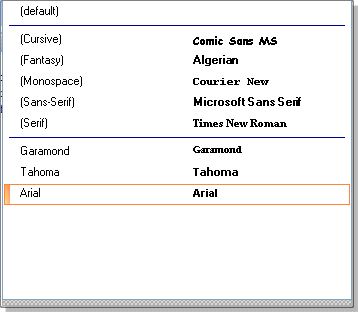 (default)
(Cursive) Comic Sans MS
(Fantasy) Algerian
(Monospace) Courier New
(Sans-Serif) Microsoft Sans Serif
(Serif) Times New Roman
Garamond Garamond
Tahoma Tahoma
Arial Arial